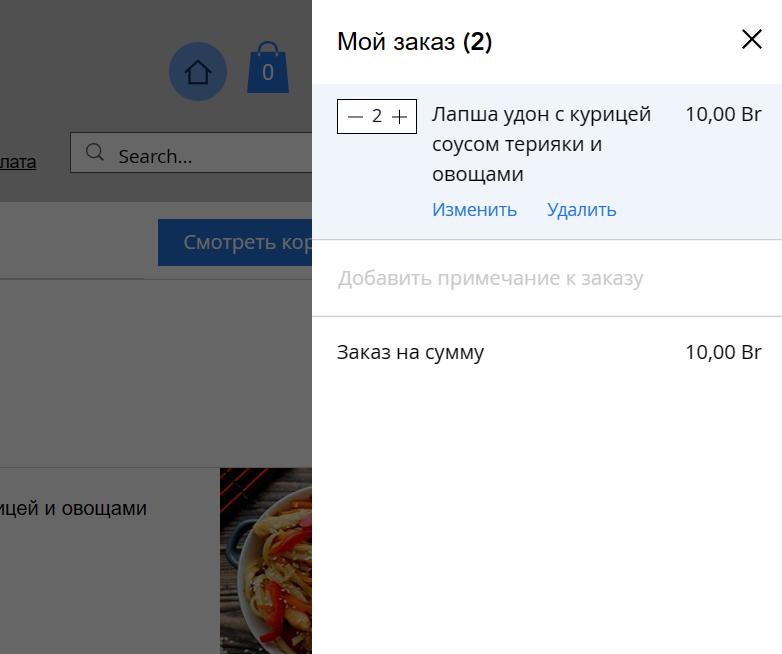 Мой заказ (2)
0
лата
Search...
2
Лапша удон с курицей
соусом терияки и
овощами
10,00 Br
Изменить
Удалить
Смотреть кор
Добавить примечание к заказу
Заказ на сумму
10,00 Br
ицей и овощами